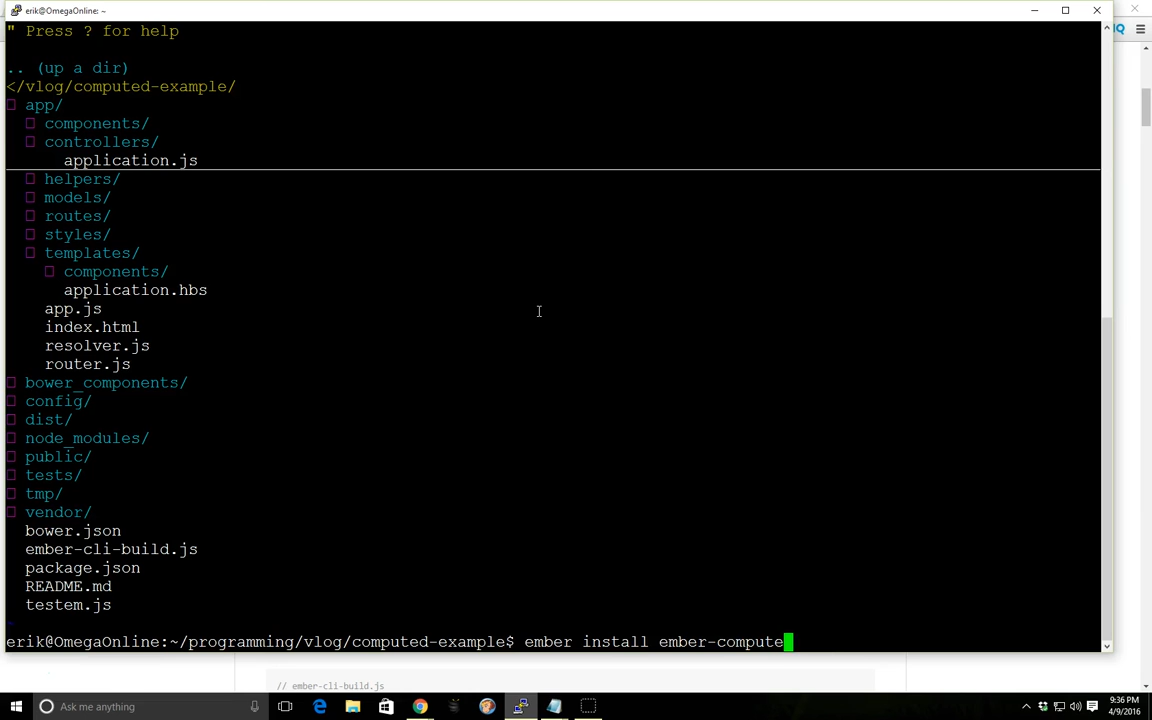 erik@OmegaOnline: ~
" Press ? for help
.. (up a dir)
</vlog/computed-example/
app/
components/
controllers/
application.js
helpers/
models/
routes/
styles/
templates/
components/
application.hbs
app.js
index.html
resolver.js
router.js
bower_components/
config/
dist/
node_modules/
public/
tests/
tmp/
vendor/
bower.json
ember-cli-build.js
package.json
README.md
testem.js
erik@OmegaOnline:~/programming/vlog/computed-example$ ember install ember-compute
// ember-cli-build.js
Ask me anything
9:36 PM
4/9/2016